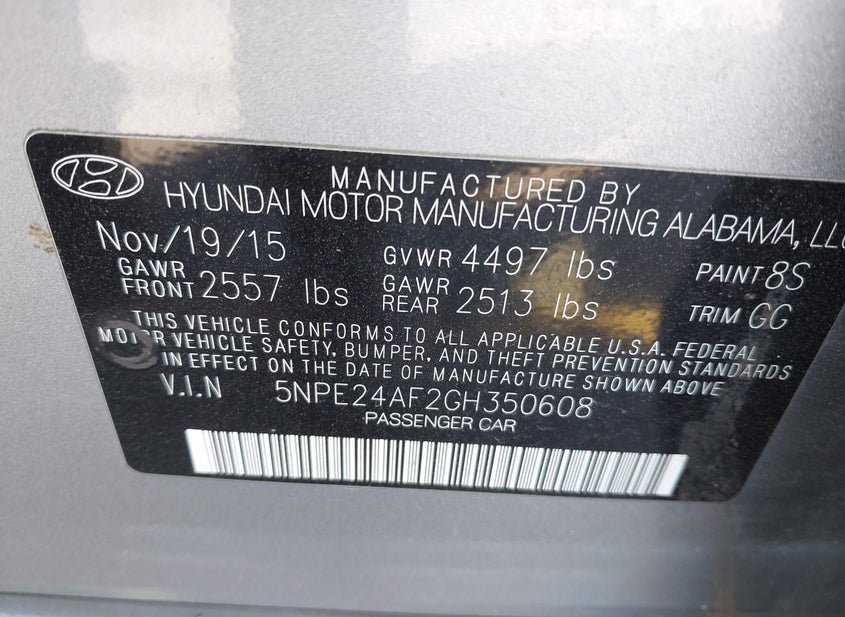 MANUFACTURED BY
HYUNDAI MOTOR MANUFACTURING ALABAMA, LLC
Nov/19/15 GVWR 4497 lbs PAINT 8S
GAWR FRONT 2557 lbs GAWR REAR 2513 lbs TRIM GG
THIS VEHICLE CONFORMS TO ALL APPLICABLE U.S.A. FEDERAL
MOTOR VEHICLE SAFETY, BUMPER, AND THEFT PREVENTION STANDARDS
IN EFFECT ON THE DATE OF MANUFACTURE SHOWN ABOVE
V.I.N 5NPE24AF2GH350608
PASSENGER CAR